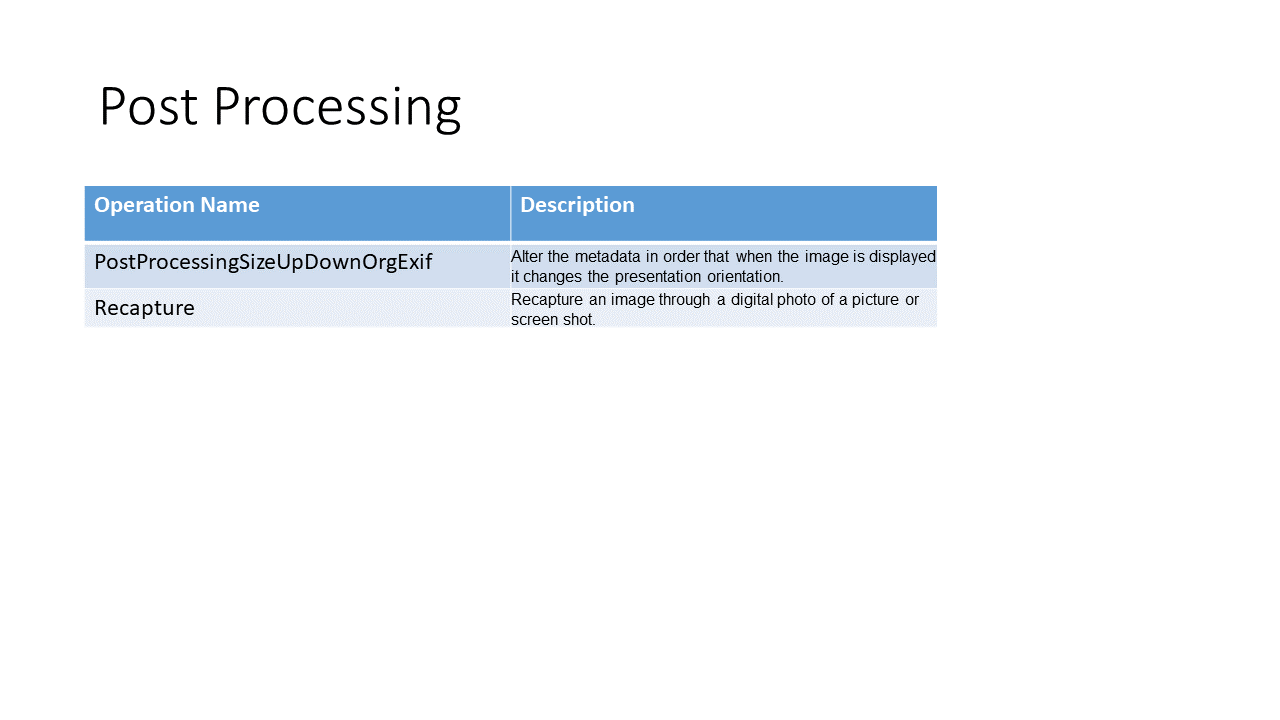 Post Processing
Operation Name Description
PostProcessingSizeUpDownOrgExif
Alter the metadata in order that when the image is displayed
it changes the presentation orientation.
Recapture
Recapture an image through a digital photo of a picture or
screen shot.